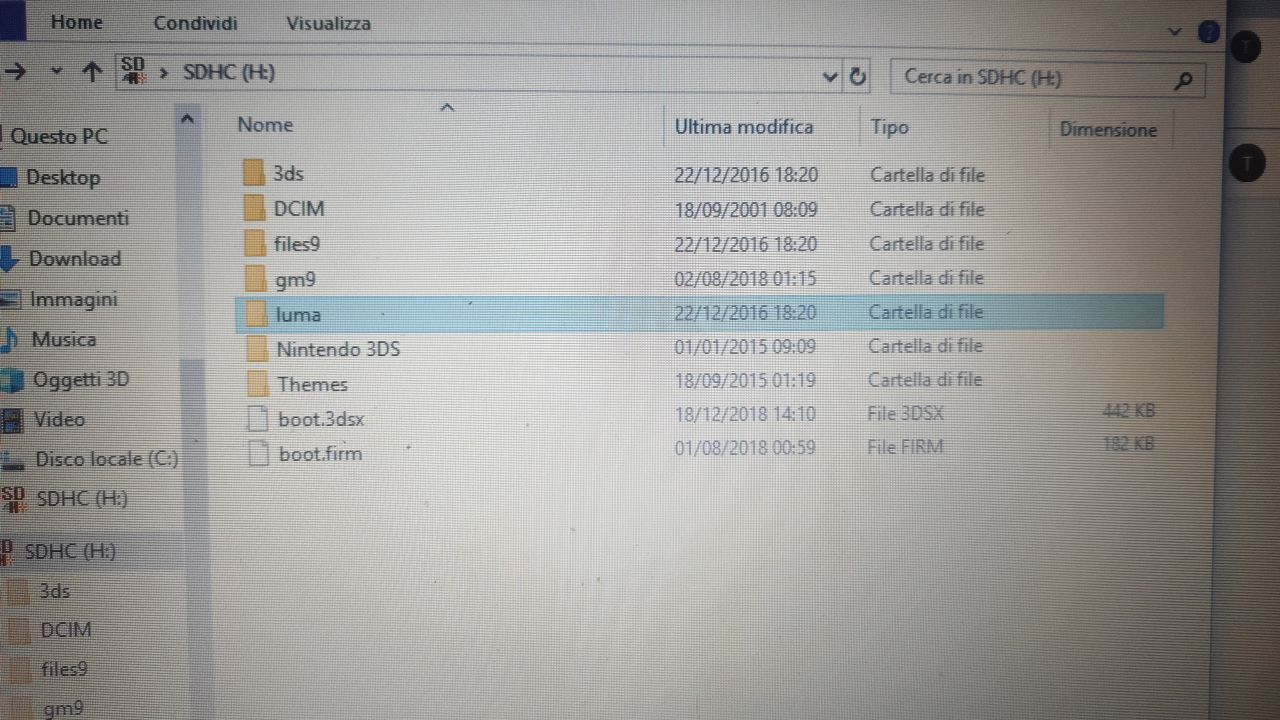 Home Condividi Visualizza
SDHC (H:) Cerca in SDHC (H:)
Nome Ultima modifica Tipo Dimensione
3ds 22/12/2016 18:20 Cartella di file
DCIM 18/09/2001 08:09 Cartella di file
files9 22/12/2016 18:20 Cartella di file
gm9 02/08/2018 01:15 Cartella di file
luma 22/12/2016 18:20 Cartella di file
Nintendo 3DS 01/01/2015 09:09 Cartella di file
Themes 18/09/2015 01:19 Cartella di file
boot.3dsx 18/12/2018 14:10 File 3DSX 442 KB
boot.firm 01/08/2018 00:59 File FIRM 182 KB
Questo PC
Desktop
Documenti
Download
Immagini
Musica
Oggetti 3D
Video
Disco locale (C:)
SD SDHC (H:)
SDHC (H:)
3ds
DCIM
files9
gm9
SD
T
T
?